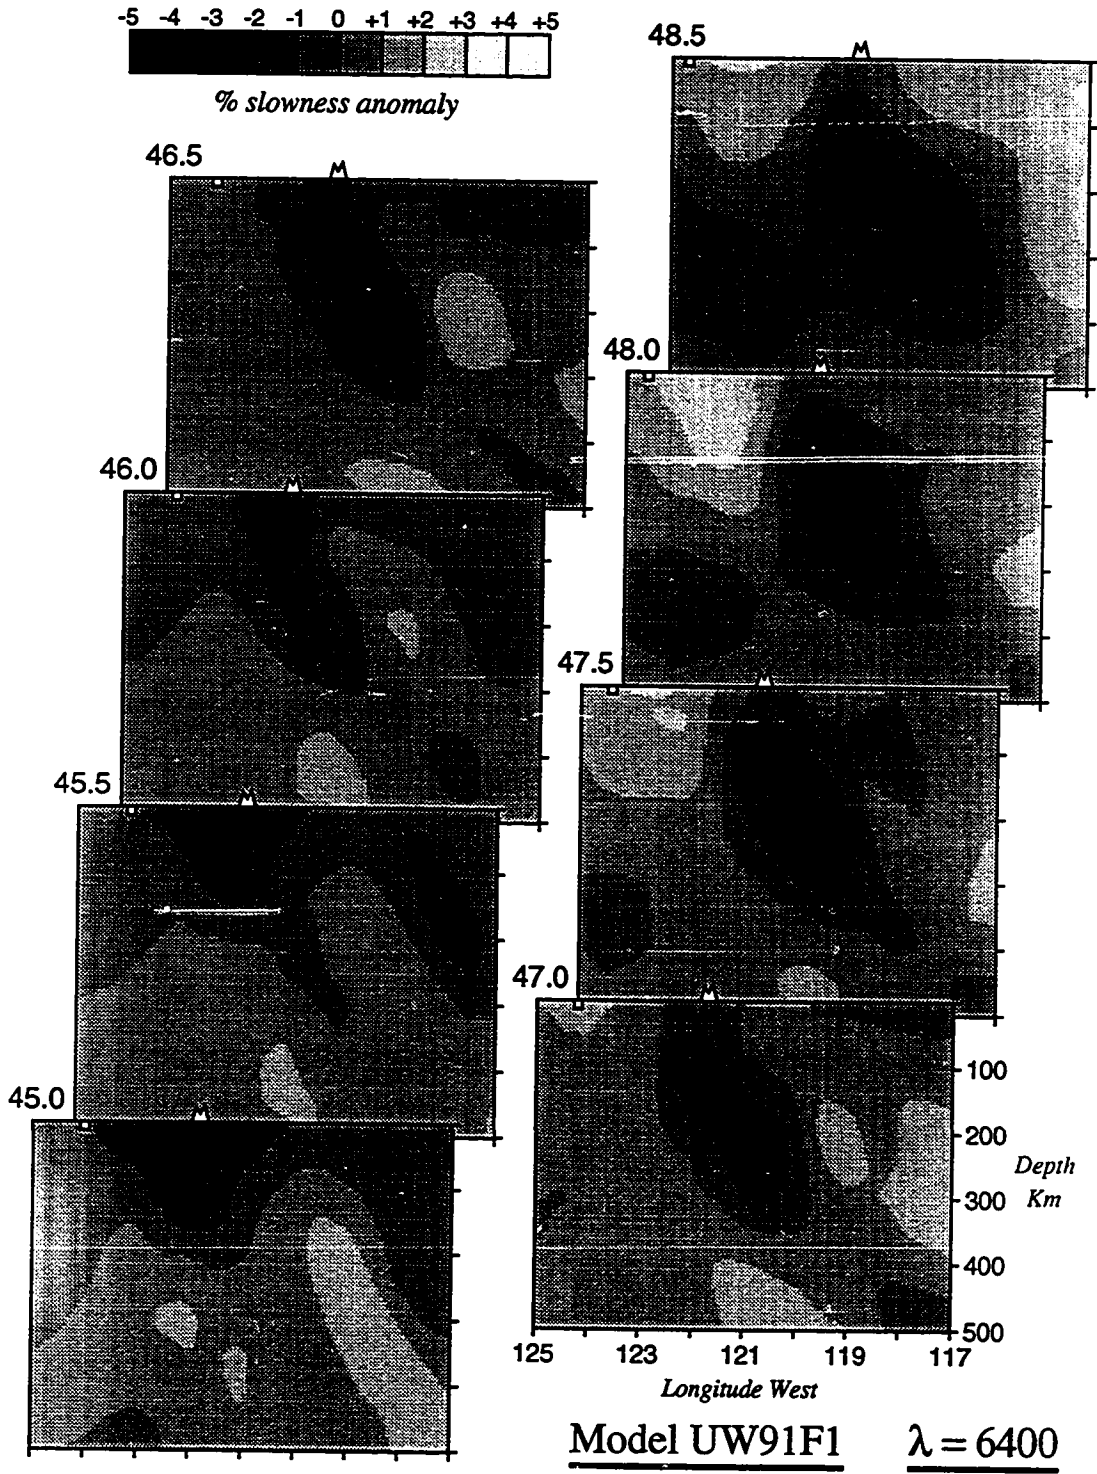 -5 -4 -3 -2 -1 0 +1 +2 +3 +4 +5
% slowness anomaly
46.5
46.0
45.5
45.0
48.5
48.0
47.5
47.0
100
200
300
400
500
Depth
Km
125 123 121 119 117
Longitude West
Model UW91F1 λ = 6400